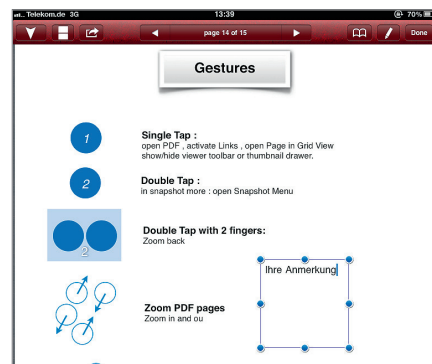 Telekom.de 3G 13:39 70%
page 14 of 15 Done
Gestures
1
Single Tap :
open PDF , activate Links , open Page in Grid View
show/hide viewer toolbar or thumbnail drawer.
2
Double Tap :
in snapshot more : open Snapshot Menu
2
Double Tap with 2 fingers:
Zoom back
Ihre Anmerkung
Zoom PDF pages
Zoom in and ou